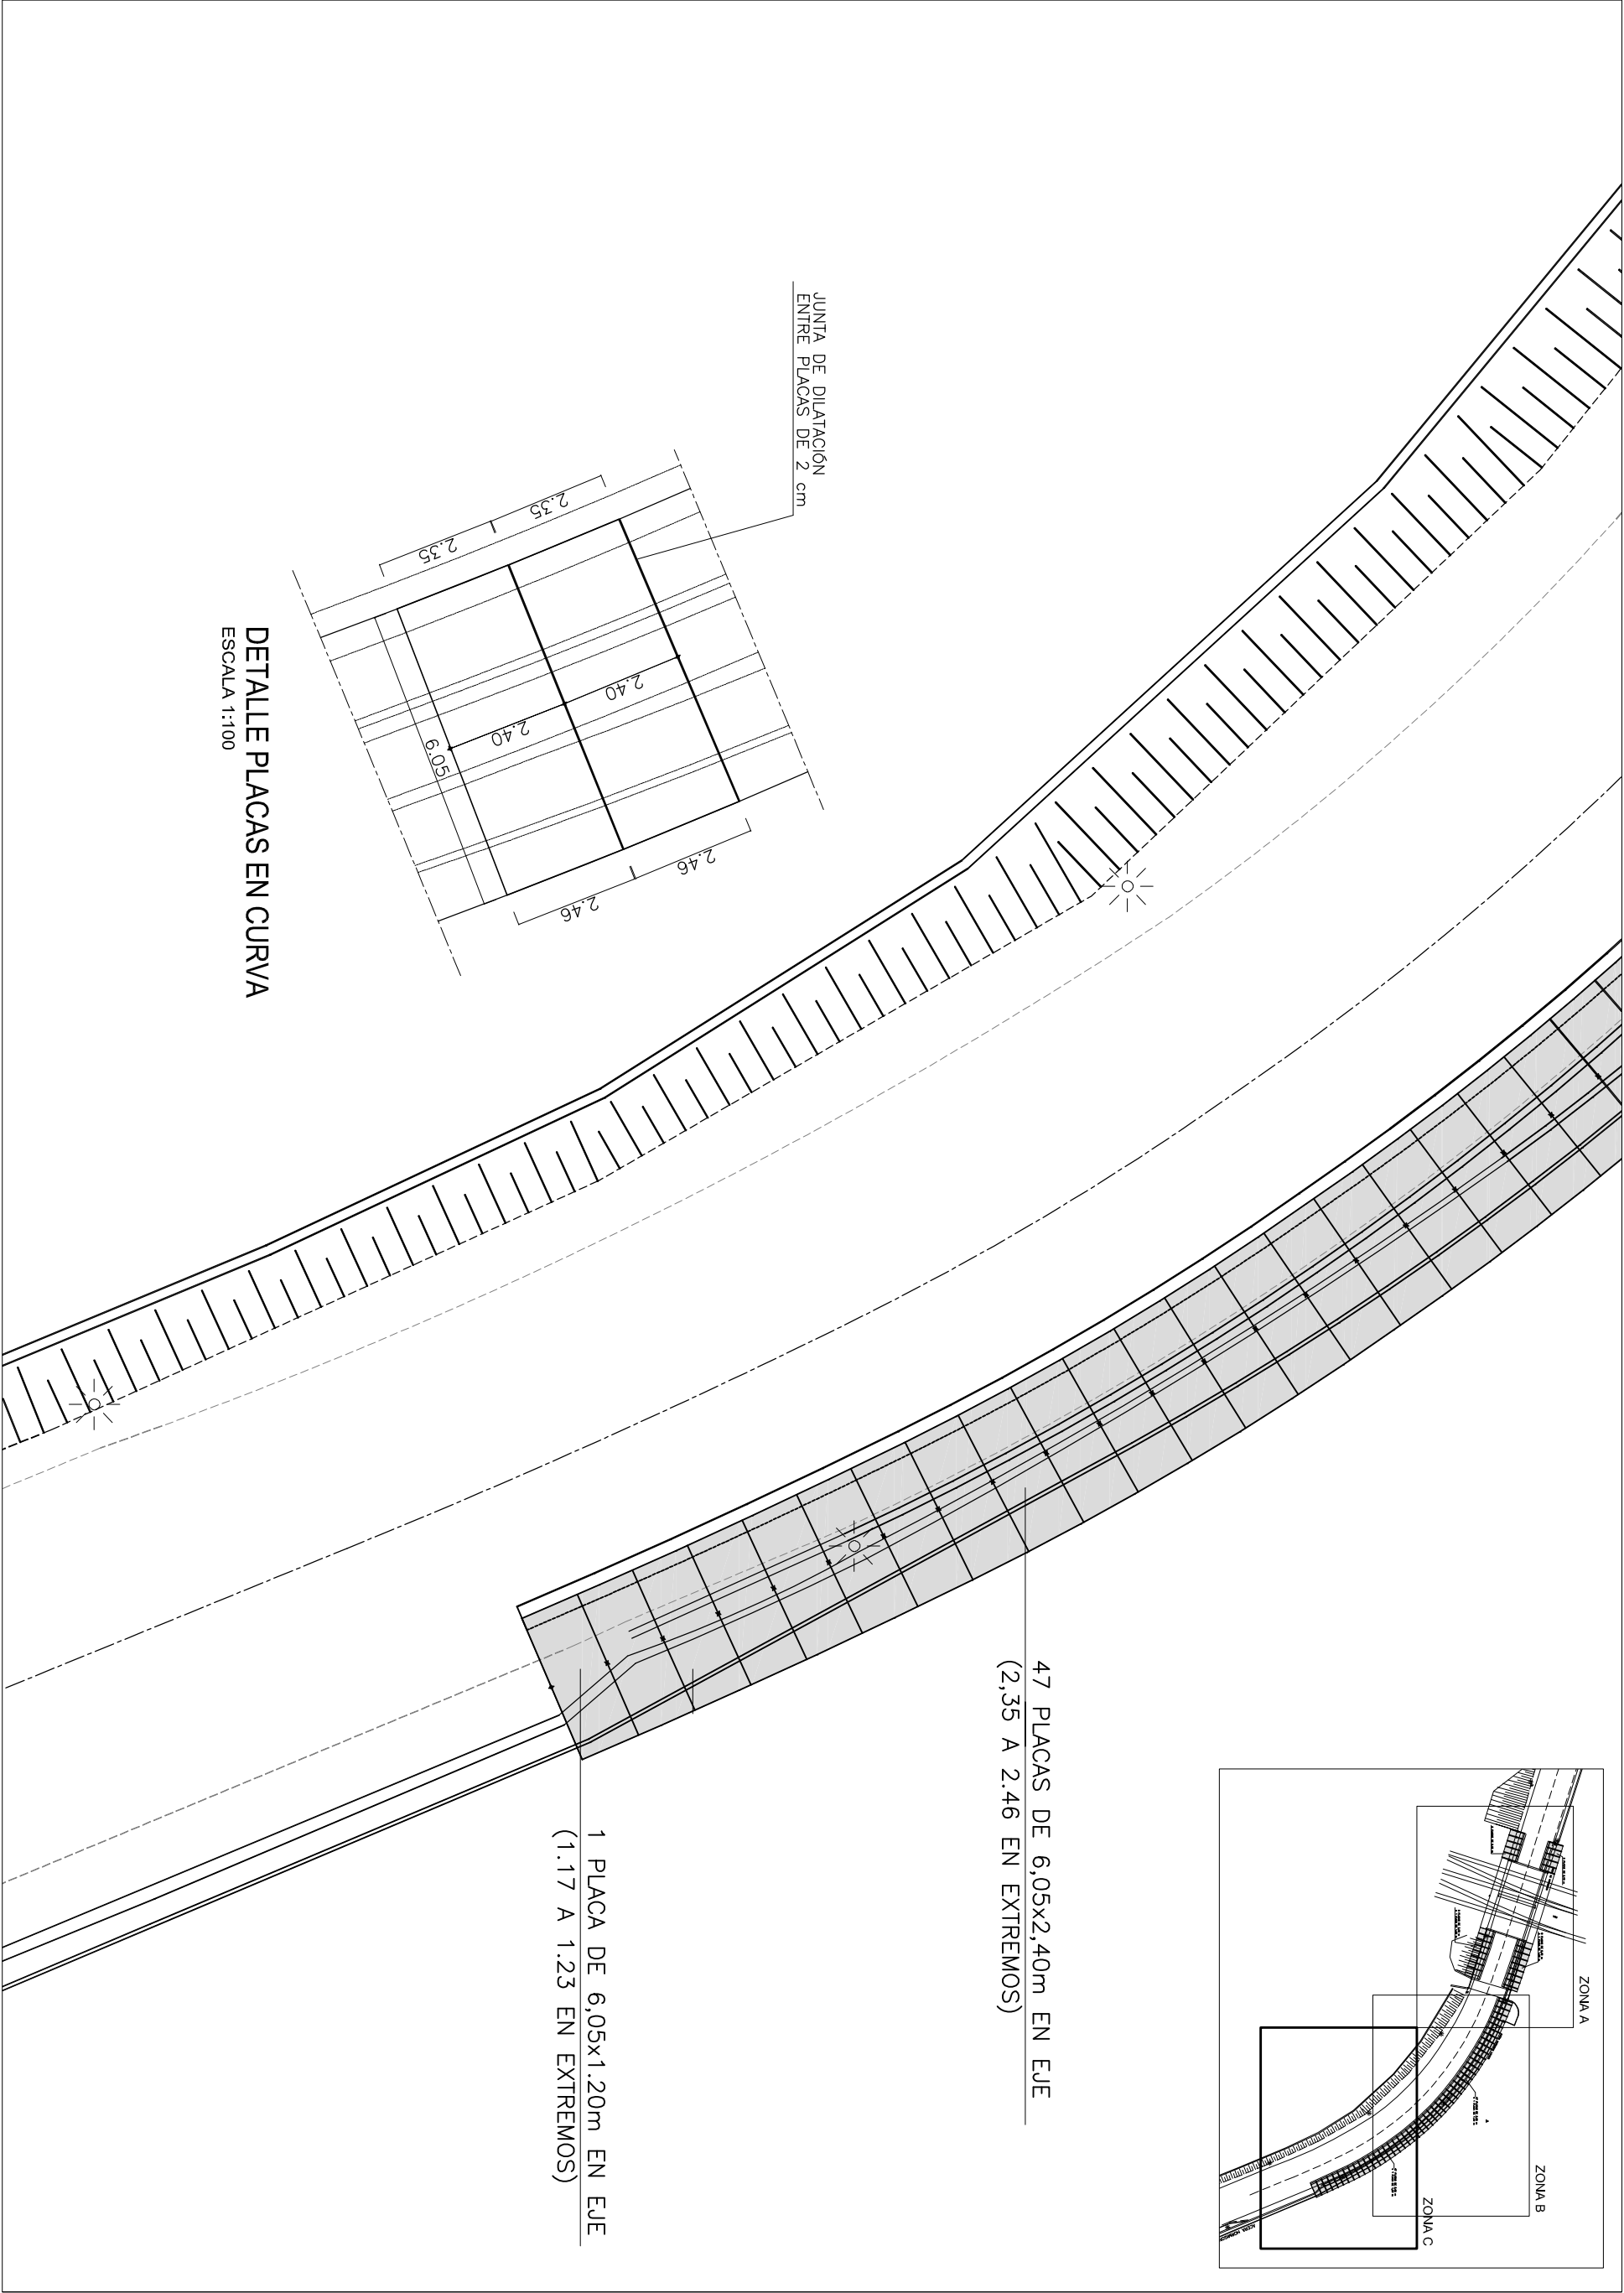 JUNTA DE DILATACIÓN
ENTRE PLACAS DE 2 cm
2.35
2.35
2.40
2.40
6.05
2.46
2.46
DETALLE PLACAS EN CURVA
ESCALA 1:100
47 PLACAS DE 6,05x2,40m EN EJE
(2,35 A 2.46 EN EXTREMOS)
1 PLACA DE 6,05x1.20m EN EJE
(1.17 A 1.23 EN EXTREMOS)
ZONA A
ZONA B
ZONA C